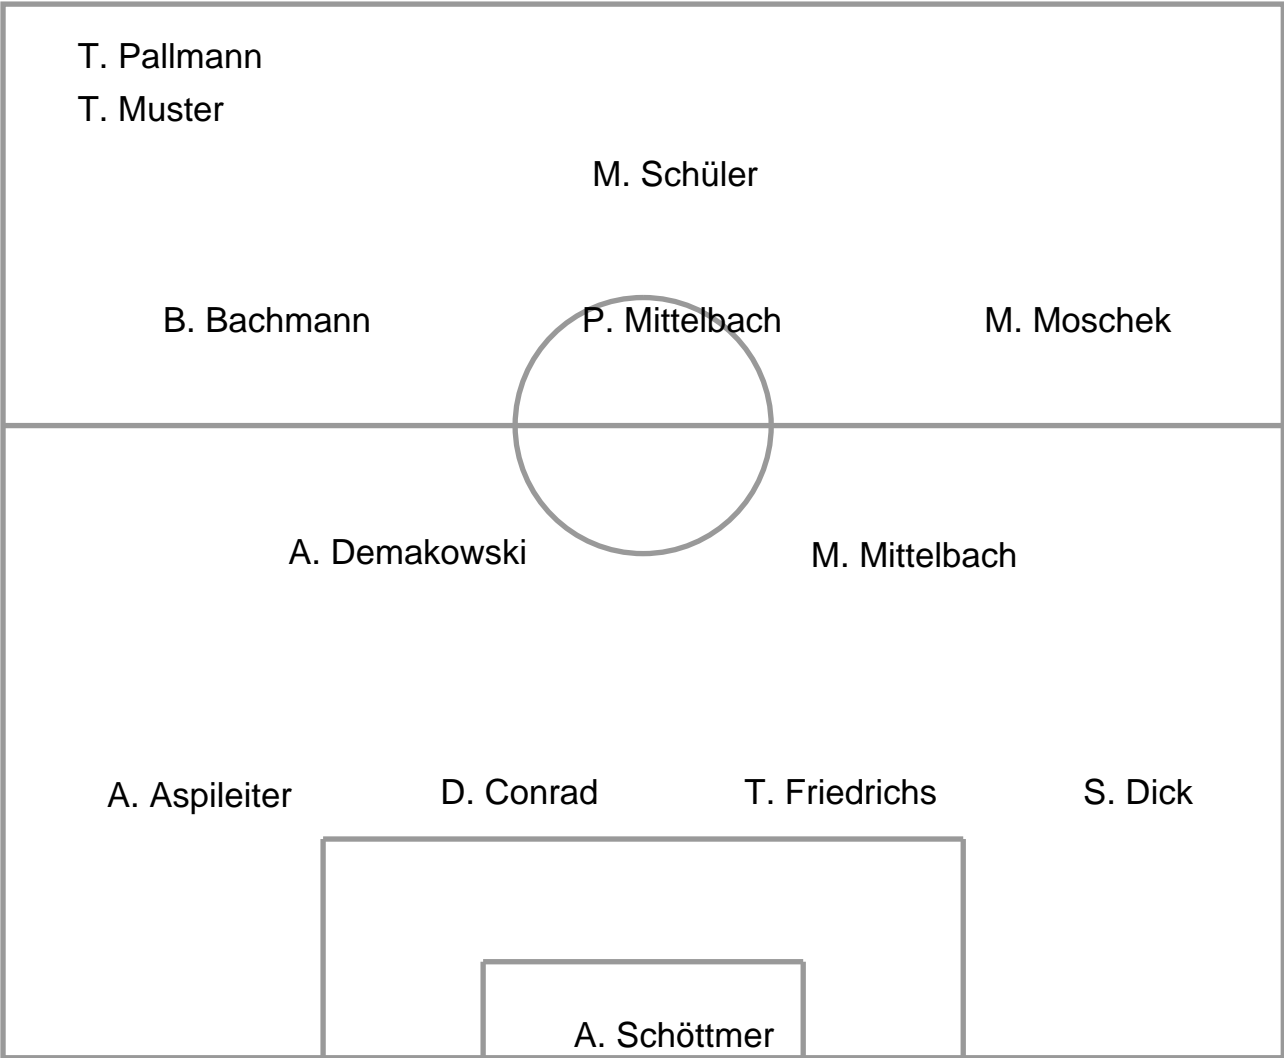 T. Pallmann
T. Muster
M. Schüler
B. Bachmann
P. Mittelbach
M. Moschek
A. Demakowski
M. Mittelbach
A. Aspileiter
D. Conrad
T. Friedrichs
S. Dick
A. Schöttmer